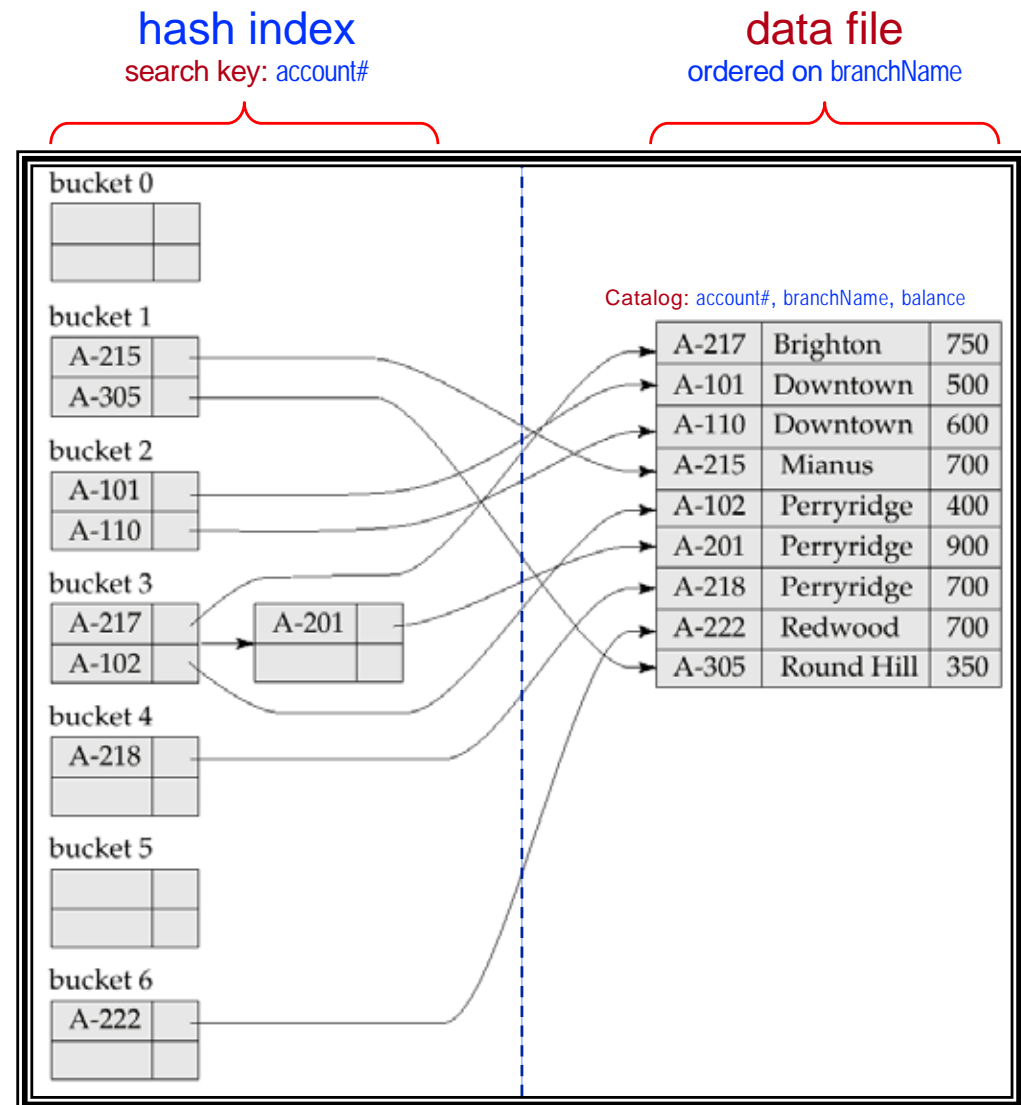 hash index
search key: account#
data file
ordered on branchName
bucket 0
bucket 1
A-215
A-305
bucket 2
A-101
A-110
bucket 3
A-217
A-102
A-201
bucket 4
A-218
bucket 5
bucket 6
A-222
Catalog: account#, branchName, balance
A-217 Brighton 750
A-101 Downtown 500
A-110 Downtown 600
A-215 Mianus 700
A-102 Perryridge 400
A-201 Perryridge 900
A-218 Perryridge 700
A-222 Redwood 700
A-305 Round Hill 350